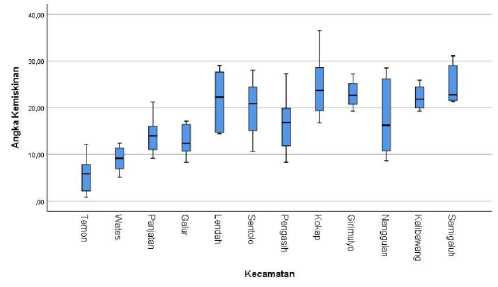 Angka Kemiskinan
40,00
30,00
20,00
10,00
,00
Temon
Wates
Panjatan
Galur
Lendah
Sentolo
Pengasih
Kokap
Girimulyo
Nanggulan
Kalibawang
Samigaluh
Kecamatan